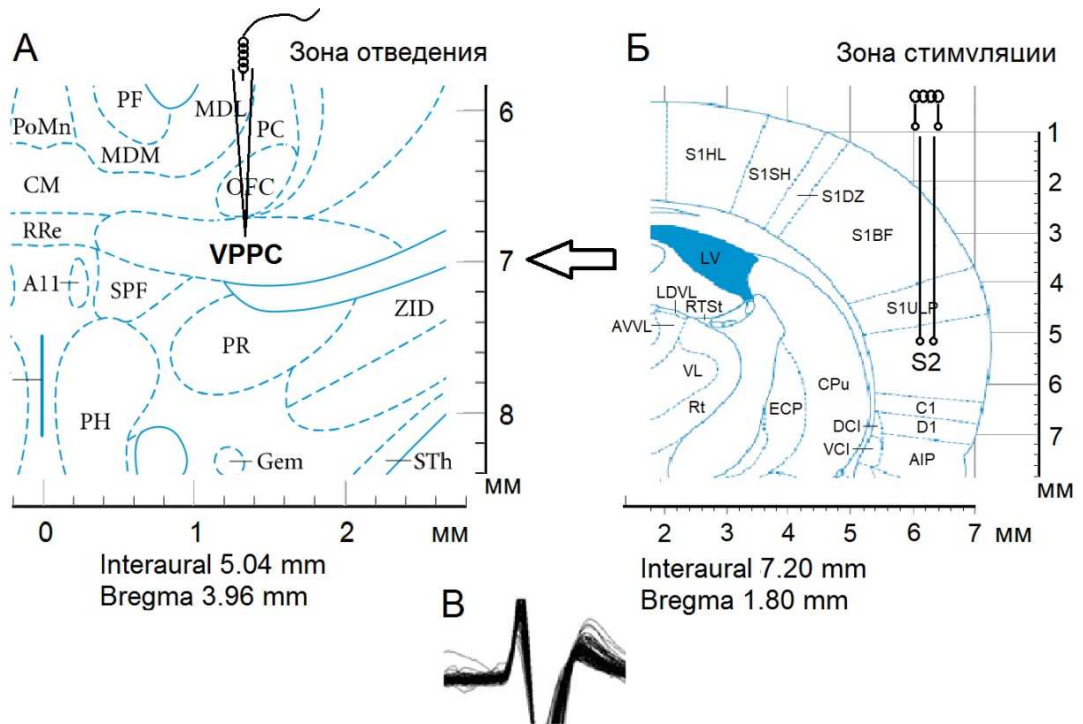 А
Зона отведения
PF
MDL
PC
PoMn
MDM
CM
OFC
RRe
VPPC
A11
SPF
ZID
PR
PH
Gem
STh
6
7
8
мм
0
1
2
мм
Interaural 5.04 mm
Bregma 3.96 mm
Б
Зона стимуляции
S1HL
S1SH
S1DZ
S1BF
LV
LDVL
RTSt
S1ULP
AVVL
S2
VL
CPu
Rt
ECP
C1
DCl
D1
VCl
AIP
1
2
3
4
5
6
7
мм
2
3
4
5
6
7
мм
Interaural 7.20 mm
Bregma 1.80 mm
В